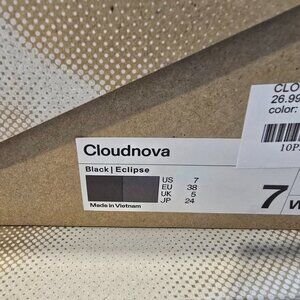 CLO
26.99
color:
10P
Cloudnova
Black | Eclipse
US 7
EU 38
UK 5
JP 24
7
W
Made in Vietnam